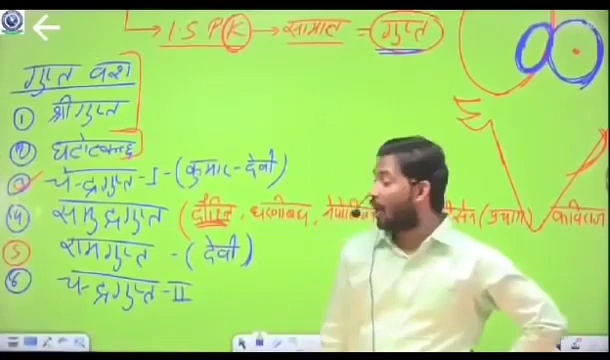 I.S P K → सामंत = गुप्त
गुप्त वंश
① श्रीगुप्त
② घटोत्कच्छ
③ चन्द्रगुप्त-I-(कुमार-देवी)
④ समुद्रगुप्त (दौहित्र, धरणीबंध, (प्रयाग) कविराज
⑤ रामगुप्त - (देवी)
⑥ चन्द्रगुप्त-II